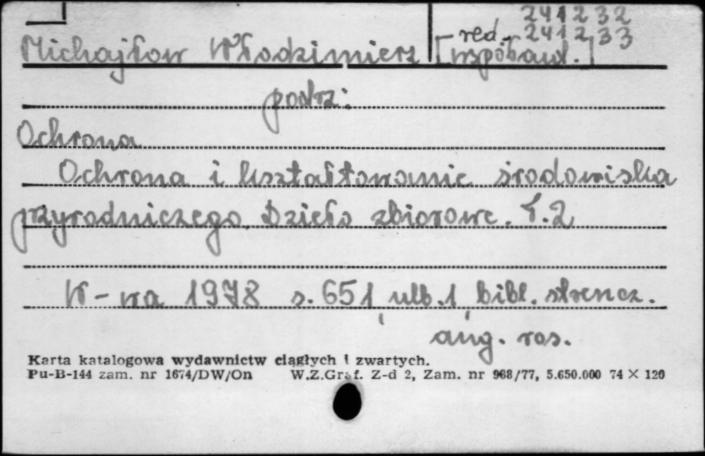 241232
red. 241233
Michajłow Włodzimierz [współaut.]
patrz:
Ochrona
Ochrona i kształtowanie środowiska
przyrodniczego. Dzieło zbiorowe. T.2
W-wa 1978 s. 651, ulb. 1, bibl. streszcz.
ang. ros.
Karta katalogowa wydawnictw ciągłych i zwartych.
Pu-B-144 zam. nr 1674/DW/On W.Z.Graf. Z-d 2, Zam. nr 968/77, 5.650.000 74 × 120